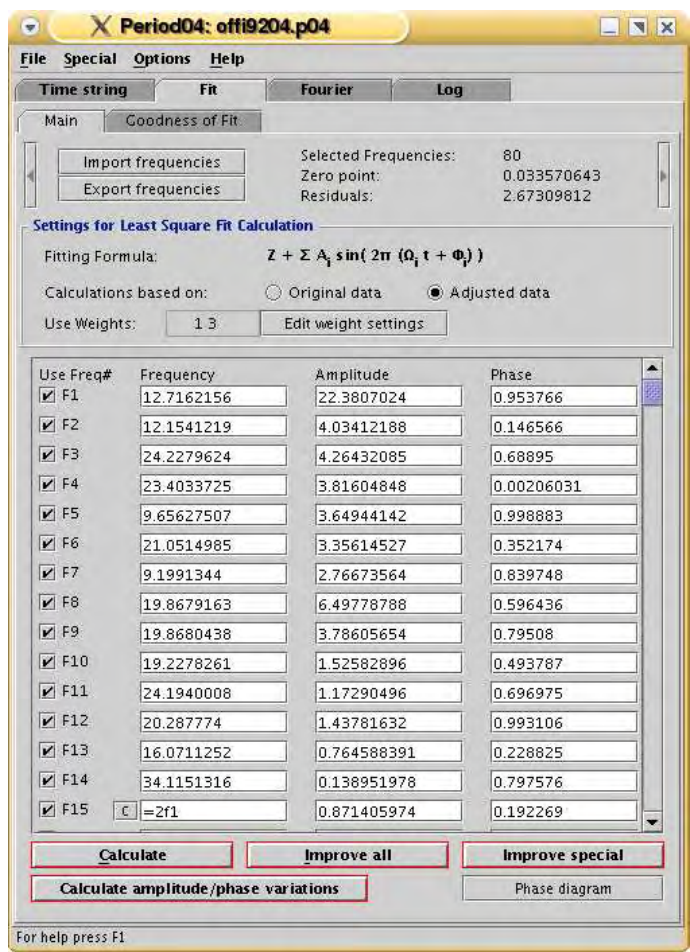 Period04: offi9204.p04
File Special Options Help
Time string Fit Fourier Log
Main Goodness of Fit
Import frequencies Selected Frequencies: 80
Zero point: 0.033570643
Export frequencies Residuals: 2.67309812
Settings for Least Square Fit Calculation
Fitting Formula: Z + Σ Ai sin( 2π (Ωi t + Φi) )
Calculations based on: Original data Adjusted data
Use Weights: 1 3 Edit weight settings
Use Freq# Frequency Amplitude Phase
F1 12.7162156 22.3807024 0.953766
F2 12.1541219 4.03412188 0.146566
F3 24.2279624 4.26432085 0.68895
F4 23.4033725 3.81604848 0.00206031
F5 9.65627507 3.64944142 0.998883
F6 21.0514985 3.35614527 0.352174
F7 9.1991344 2.76673564 0.839748
F8 19.8679163 6.49778788 0.596436
F9 19.8680438 3.78605654 0.79508
F10 19.2278261 1.52582896 0.493787
F11 24.1940008 1.17290496 0.696975
F12 20.287774 1.43781632 0.993106
F13 16.0711252 0.764588391 0.228825
F14 34.1151316 0.138951978 0.797576
F15 C =2f1 0.871405974 0.192269
Calculate Improve all Improve special
Calculate amplitude/phase variations Phase diagram
For help press F1